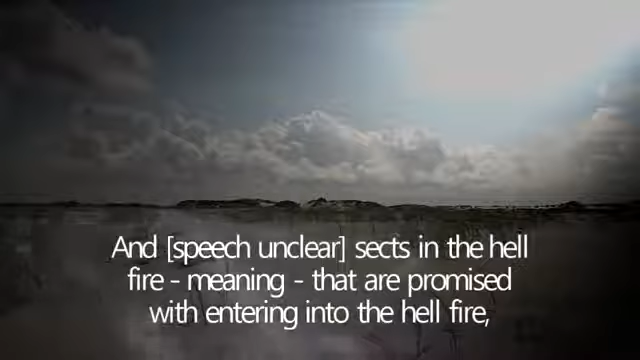 And [speech unclear] sects in the hell
fire - meaning - that are promised
with entering into the hell fire,